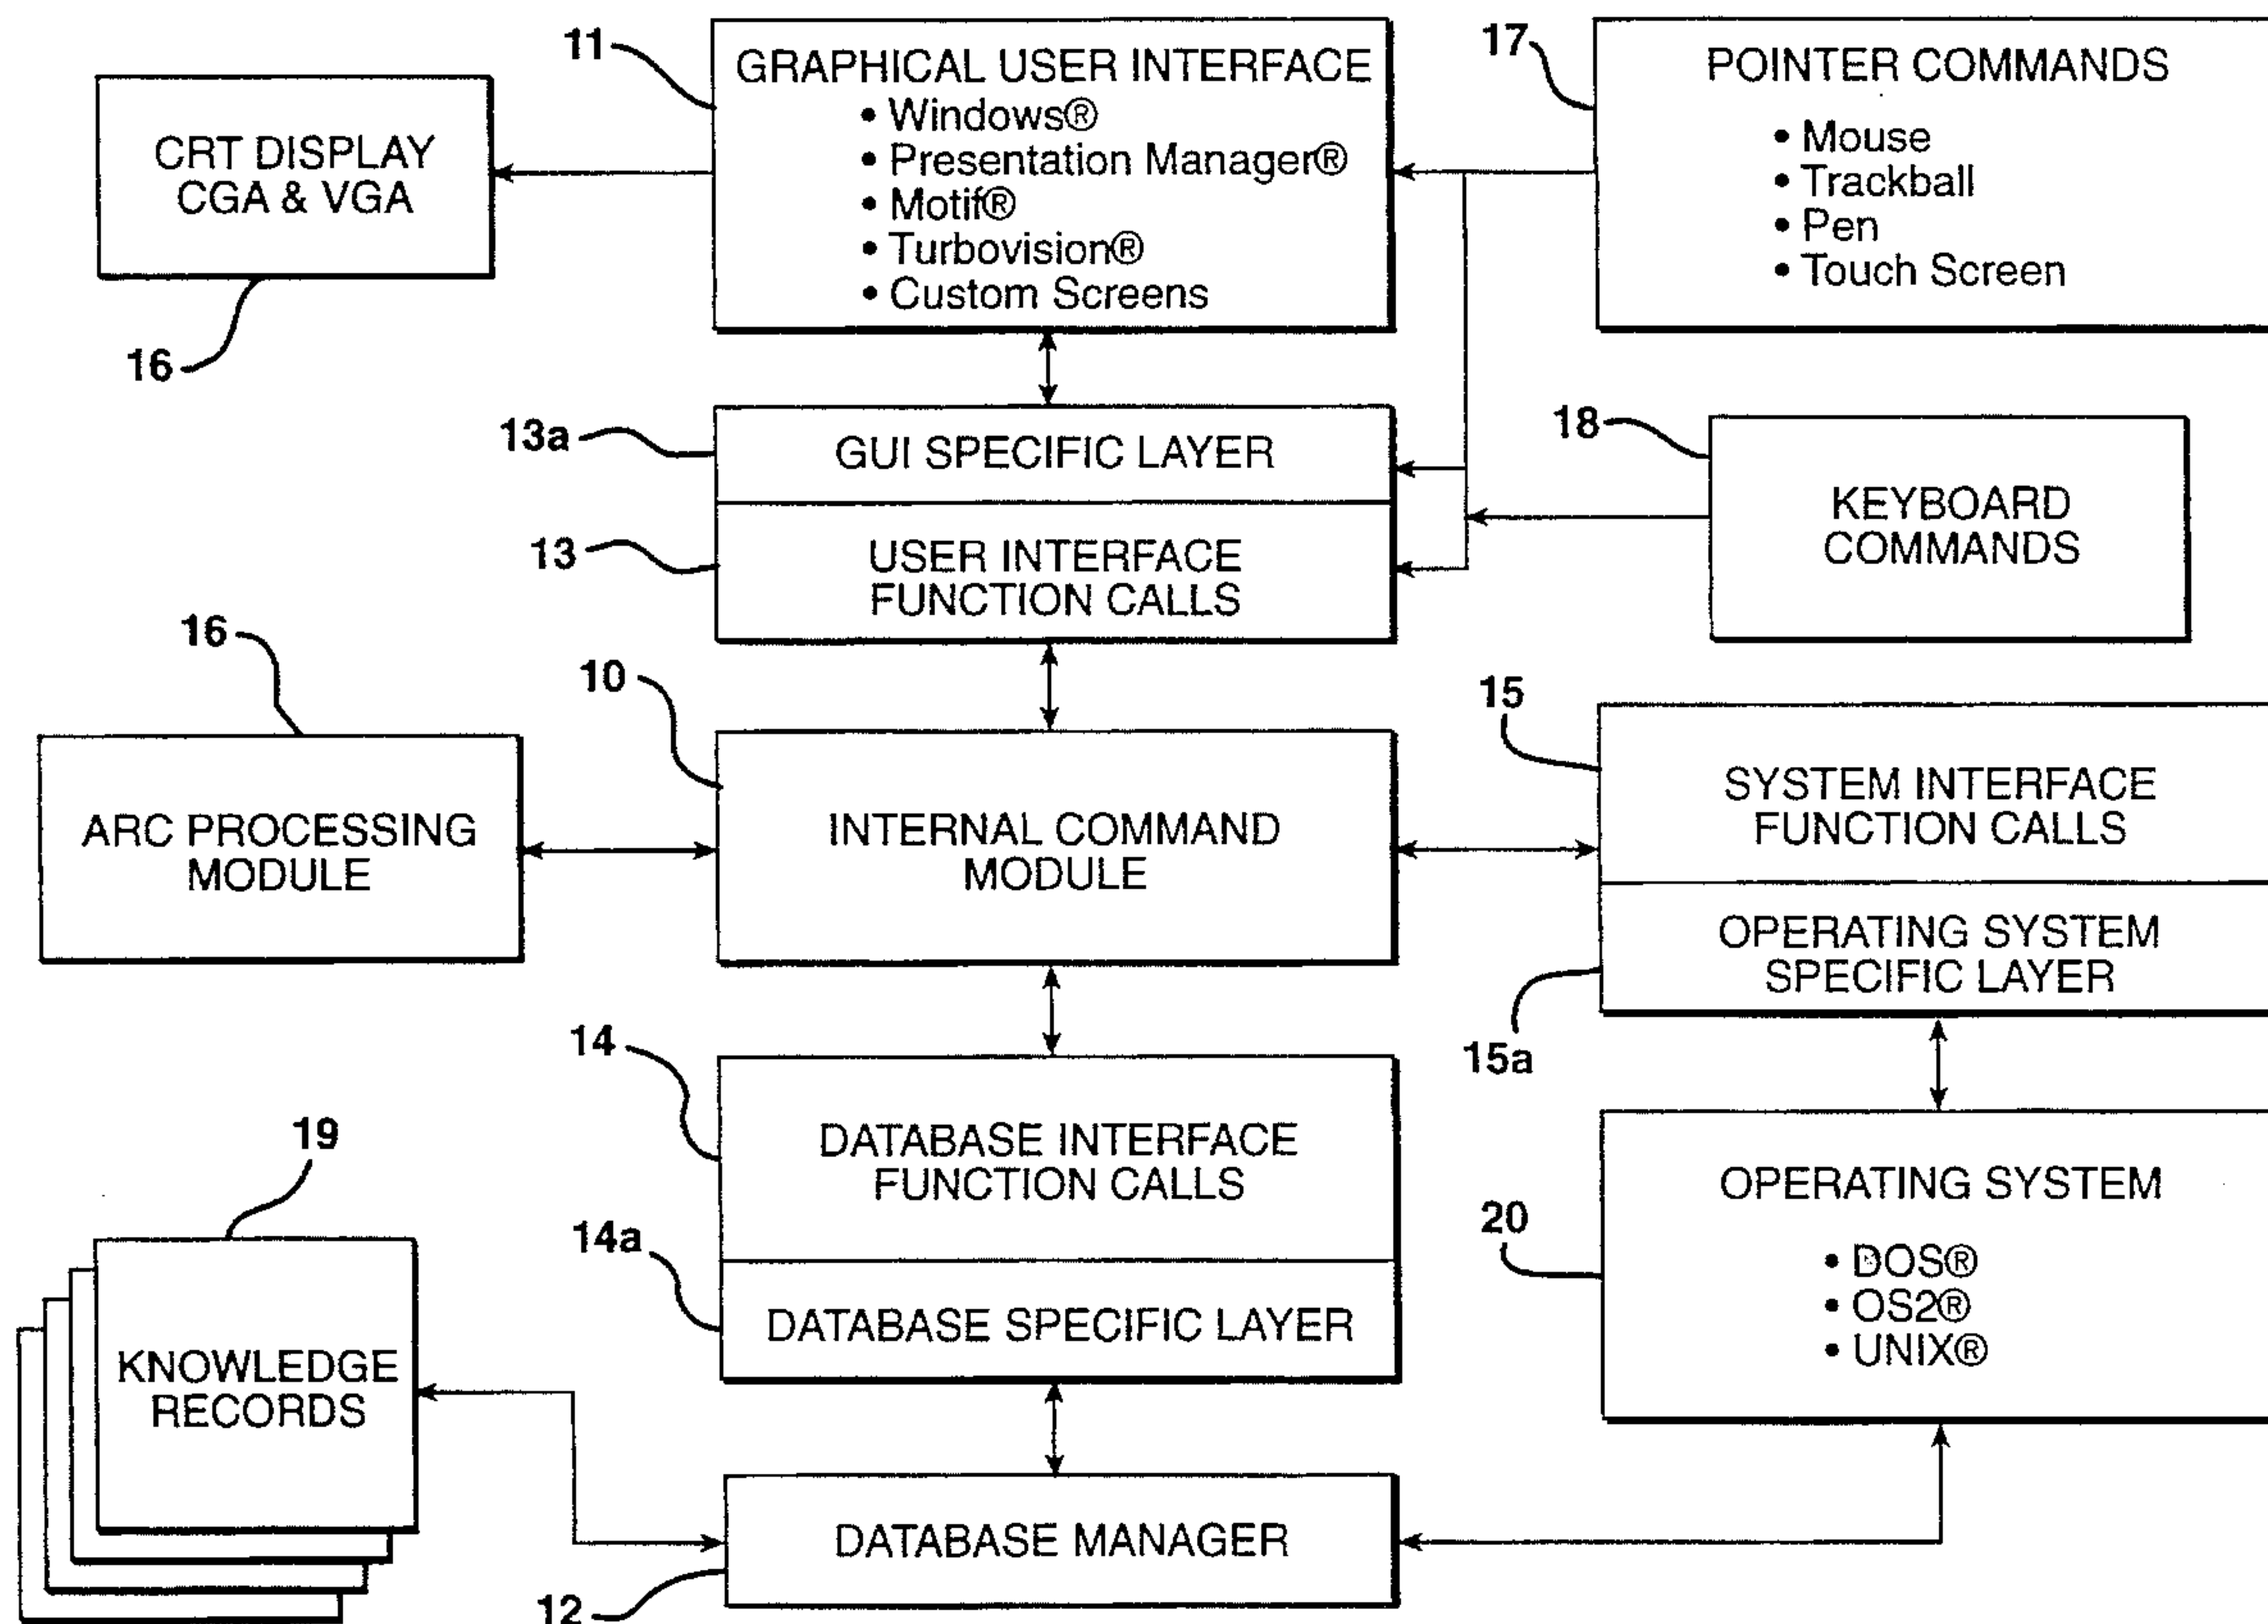 11
GRAPHICAL USER INTERFACE
• Windows®
• Presentation Manager®
• Motif®
• Turbovision®
• Custom Screens
17
POINTER COMMANDS
• Mouse
• Trackball
• Pen
• Touch Screen
CRT DISPLAY
CGA & VGA
16
13a
GUI SPECIFIC LAYER
13
USER INTERFACE
FUNCTION CALLS
18
KEYBOARD
COMMANDS
16
ARC PROCESSING
MODULE
10
INTERNAL COMMAND
MODULE
15
SYSTEM INTERFACE
FUNCTION CALLS
OPERATING SYSTEM
SPECIFIC LAYER
15a
14
DATABASE INTERFACE
FUNCTION CALLS
14a
DATABASE SPECIFIC LAYER
19
KNOWLEDGE
RECORDS
20
OPERATING SYSTEM
• DOS®
• OS2®
• UNIX®
DATABASE MANAGER
12